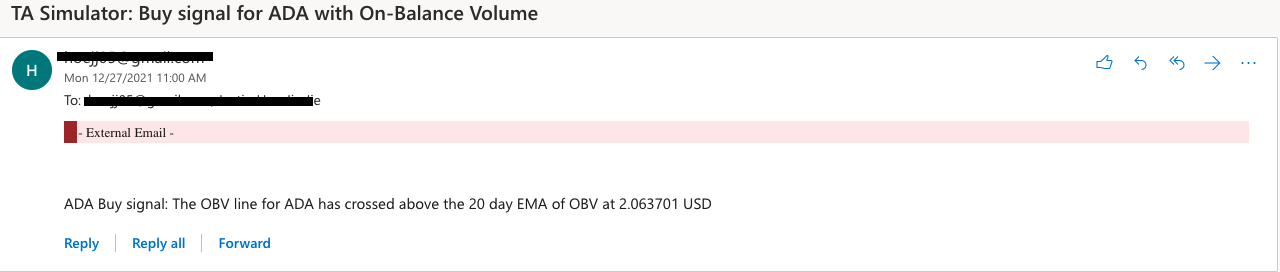 TA Simulator: Buy signal for ADA with On-Balance Volume
H
Mon 12/27/2021 11:00 AM
To:
- External Email -
ADA Buy signal: The OBV line for ADA has crossed above the 20 day EMA of OBV at 2.063701 USD
Reply
Reply all
Forward